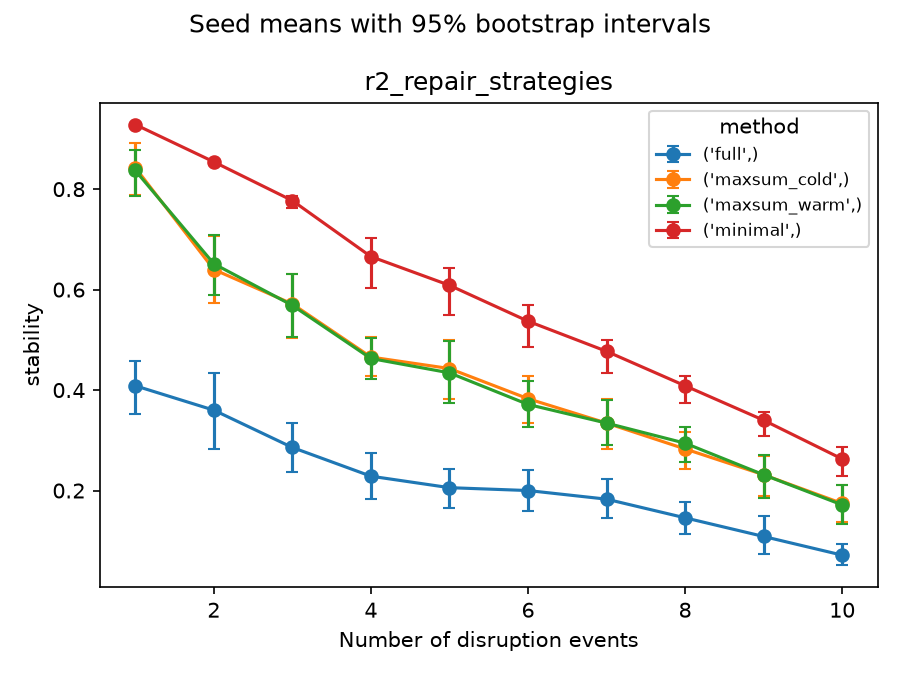 Seed means with 95% bootstrap intervals
r2_repair_strategies
method
('full',)
('maxsum_cold',)
('maxsum_warm',)
('minimal',)
stability
0.8
0.6
0.4
0.2
2 4 6 8 10
Number of disruption events